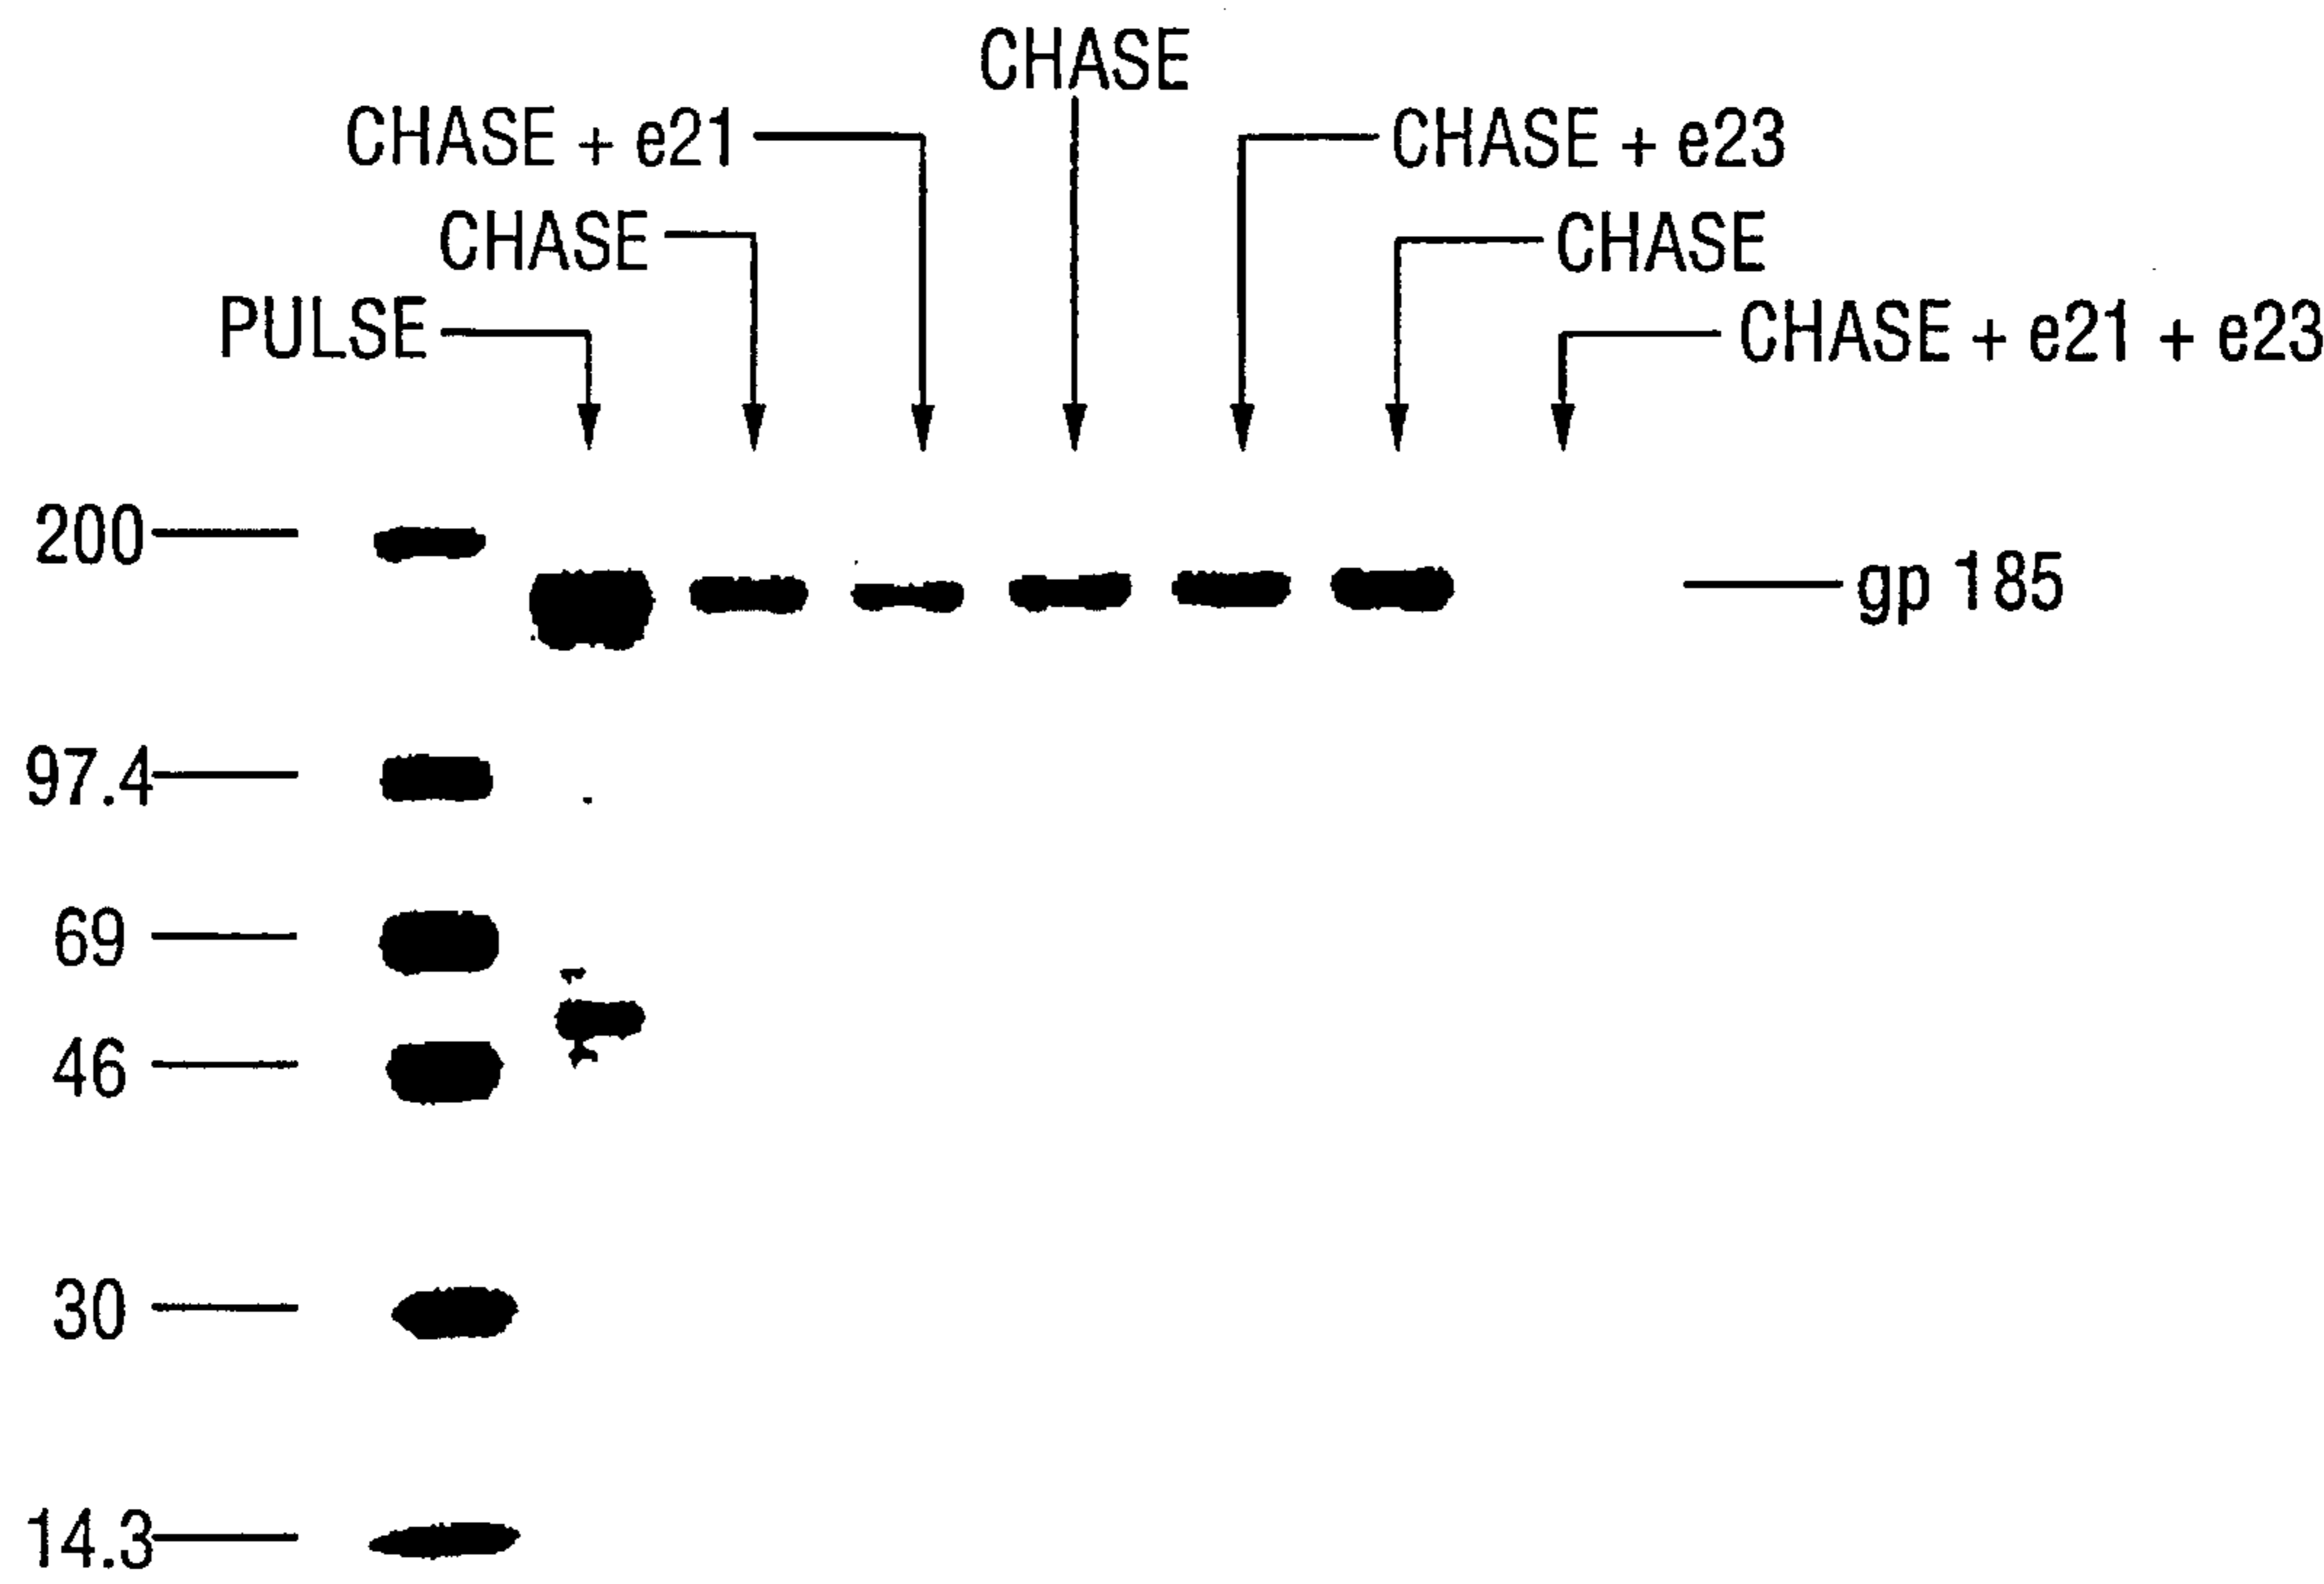 CHASE
CHASE + e21
CHASE + e23
CHASE
CHASE
PULSE
CHASE + e21 + e23
200
gp 185
97.4
69
46
30
14.3